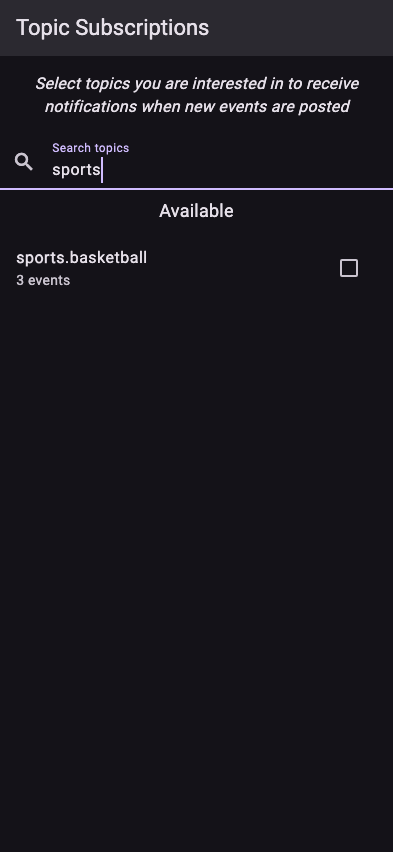 Topic Subscriptions
Select topics you are interested in to receive
notifications when new events are posted
Search topics
sports
Available
sports.basketball
3 events